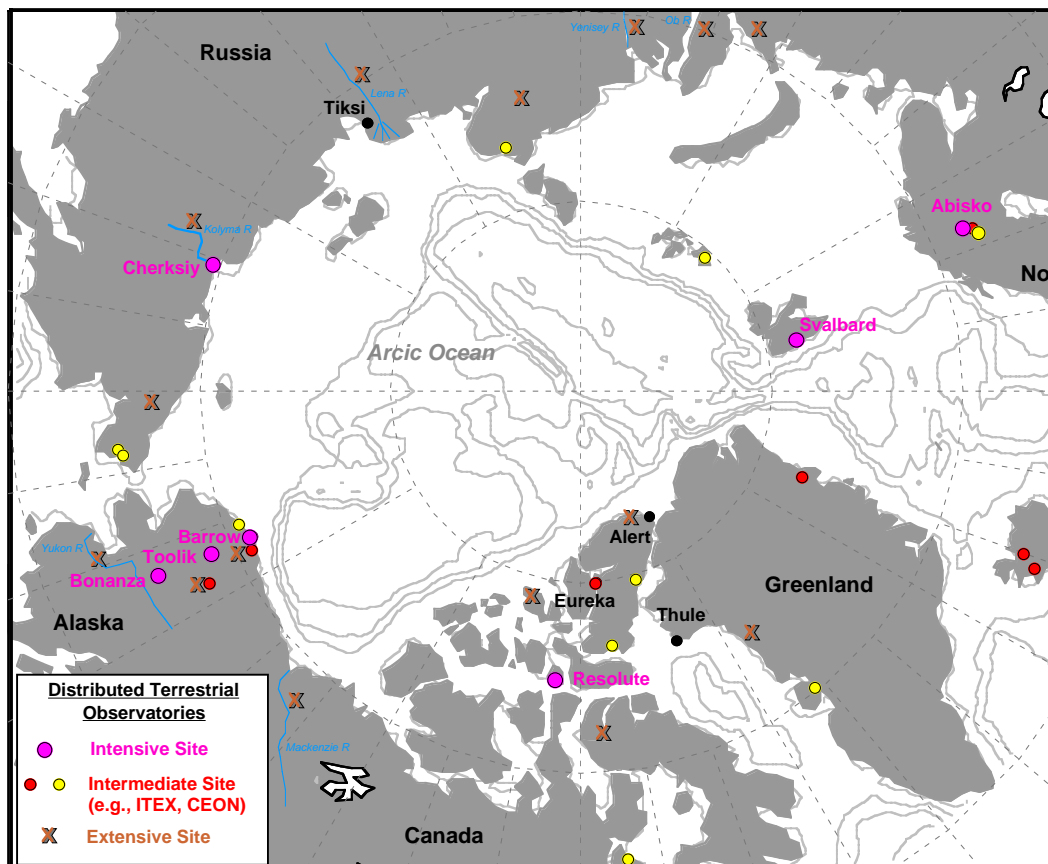 Yenisey R
Ob R
Russia
Lena R
Tiksi
Abisko
Kolyma R
Cherksiy
No
Svalbard
Arcic Ocean
Barrow
Alert
Yukon R
Toolik
Bonanza
Greenland
Eureka
Thule
Alaska
Resolute
Distributed Terrestrial
Observatories
Intensive Site
Mackenzie R
Intermediate Site
(e.g., ITEX, CEON)
X Extensive Site
Canada